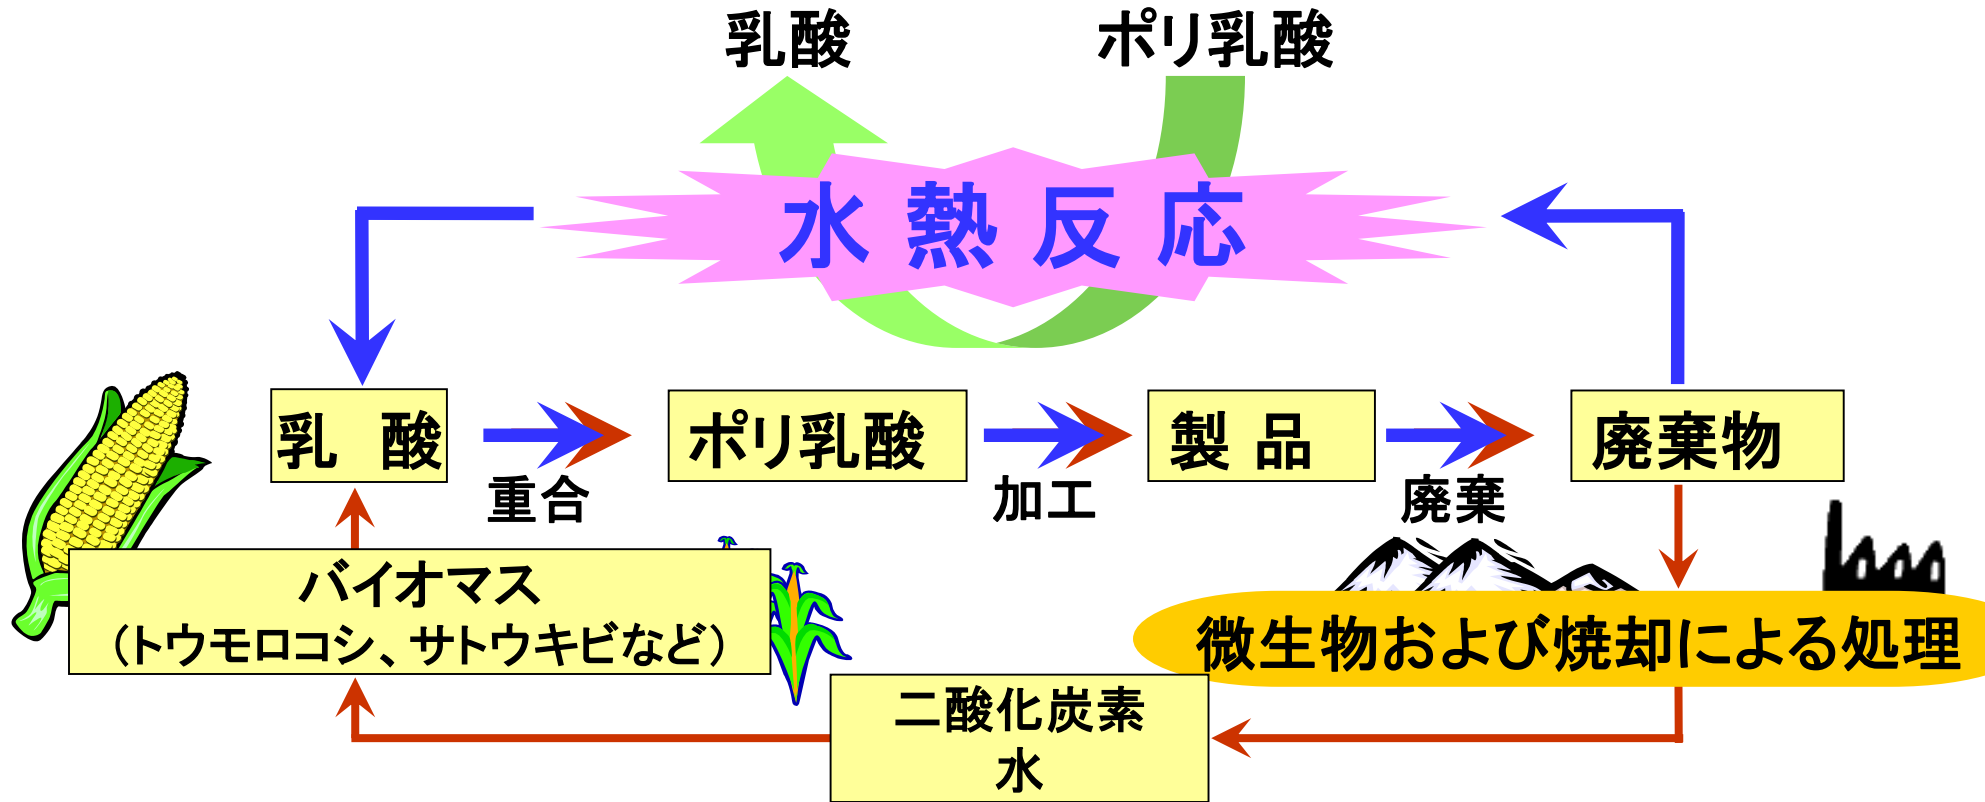 乳酸
ポリ乳酸
水熱反応
乳酸
ポリ乳酸
製品
廃棄物
重合
加工
廃棄
バイオマス
（トウモロコシ、サトウキビなど）
微生物および焼却による処理
二酸化炭素
水